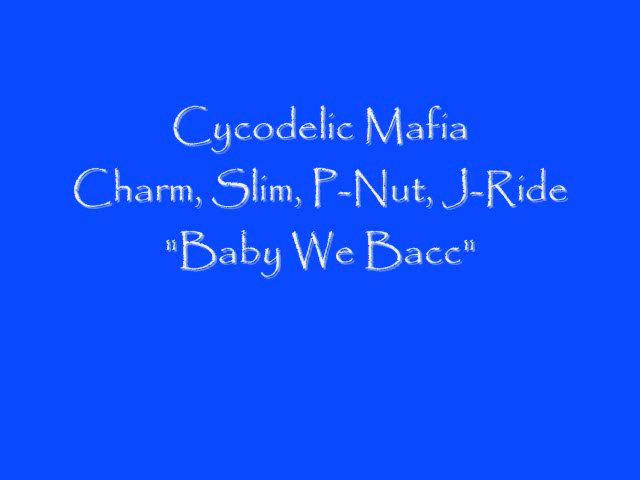 Cycodelic Mafia
Charm, Slim, P-Nut, J-Ride
"Baby We Bacc"